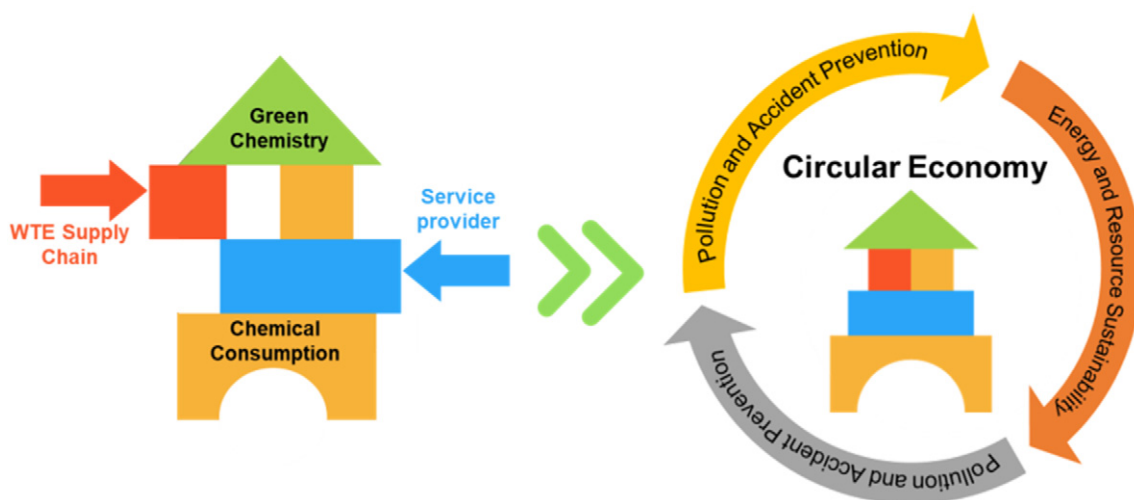 Green
Chemistry
WTE Supply
Chain
Service
provider
Chemical
Consumption
Pollution and Accident Prevention
Energy and Resource Sustainability
Pollution and Accident Prevention
Circular Economy